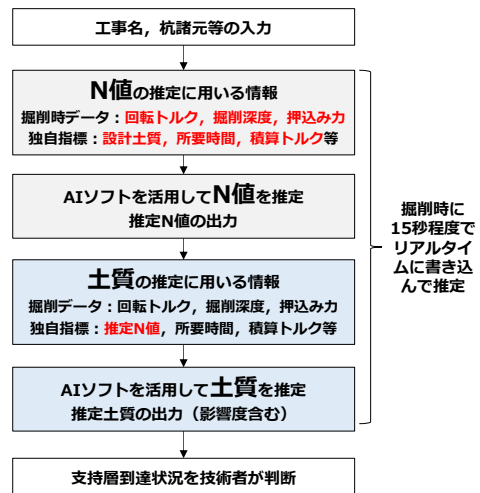 工事名，杭諸元等の入力
N値の推定に用いる情報
掘削時データ：回転トルク，掘削深度，押込み力
独自指標：設計土質，所要時間，積算トルク等
AIソフトを活用してN値を推定
推定N値の出力
土質の推定に用いる情報
掘削データ：回転トルク，掘削深度，押込み力
独自指標：推定N値，所要時間，積算トルク等
AIソフトを活用して土質を推定
推定土質の出力（影響度含む）
支持層到達状況を技術者が判断
掘削時に
15秒程度で
リアルタイ
ムに書き込
んで推定